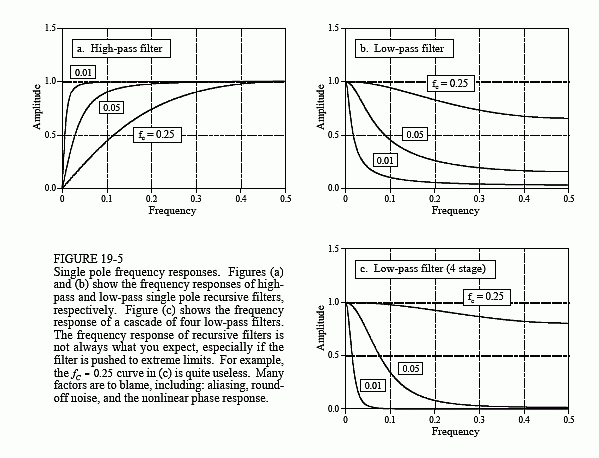 1.5
a. High-pass filter
0.01
1.0
0.05
0.5
f_c = 0.25
0.0
0 0.1 0.2 0.3 0.4 0.5
Frequency
Amplitude
1.5
b. Low-pass filter
f_c = 0.25
1.0
0.05
0.5
0.01
0.0
0 0.1 0.2 0.3 0.4 0.5
Frequency
Amplitude
FIGURE 19-5
Single pole frequency responses. Figures (a)
and (b) show the frequency responses of high-
pass and low-pass single pole recursive filters,
respectively. Figure (c) shows the frequency
response of a cascade of four low-pass filters.
The frequency response of recursive filters is
not always what you expect, especially if the
filter is pushed to extreme limits. For example,
the f_C = 0.25 curve in (c) is quite useless. Many
factors are to blame, including: aliasing, round-
off noise, and the nonlinear phase response.
1.5
c. Low-pass filter (4 stage)
f_c = 0.25
1.0
0.5
0.05
0.01
0.0
0 0.1 0.2 0.3 0.4 0.5
Frequency
Amplitude